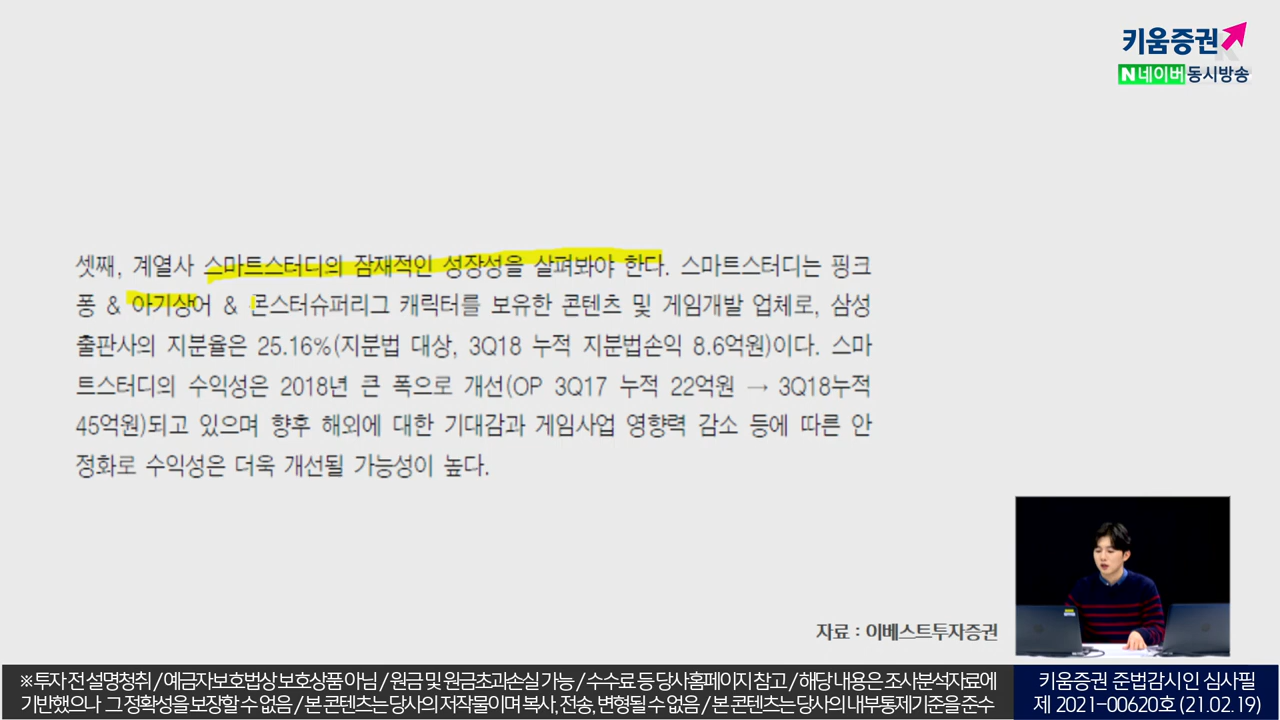 키움증권
N 네이버 동시방송
셋째, 계열사 스마트스터디의 잠재적인 성장성을 살펴봐야 한다. 스마트스터디는 핑크
퐁 & 아기상어 & 몬스터슈퍼리그 캐릭터를 보유한 콘텐츠 및 게임개발 업체로, 삼성
출판사의 지분율은 25.16%(지분법 대상, 3Q18 누적 지분법손익 8.6억원)이다. 스마
트스터디의 수익성은 2018년 큰 폭으로 개선(OP 3Q17 누적 22억원 → 3Q18누적
45억원)되고 있으며 향후 해외에 대한 기대감과 게임사업 영향력 감소 등에 따른 안
정화로 수익성은 더욱 개선될 가능성이 높다.
자료 : 이베스트투자증권
※ 투자 전 설명청취 / 예금자보호법상 보호상품 아님 / 원금 및 원금초과손실 가능 / 수수료 등 당사홈페이지 참고 / 해당 내용은 조사분석자료에
기반했으나 그 정확성을 보장할 수 없음 / 본 콘텐츠는 당사의 저작물이며 복사, 전송, 변형될 수 없음 / 본 콘텐츠는 당사의 내부통제기준을 준수
키움증권 준법감시인 심사필
제 2021-00620호 (21.02.19)